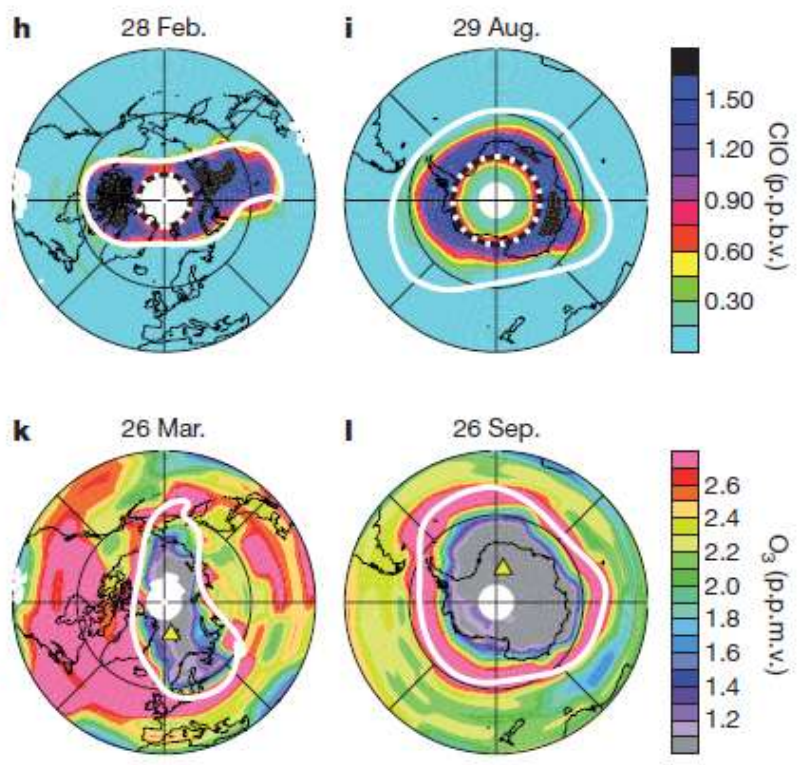 h 28 Feb.
i 29 Aug.
1.50
1.20
0.90
0.60
0.30
ClO (p.p.b.v.)
k 26 Mar.
l 26 Sep.
2.6
2.4
2.2
2.0
1.8
1.6
1.4
1.2
O₃ (p.p.m.v.)